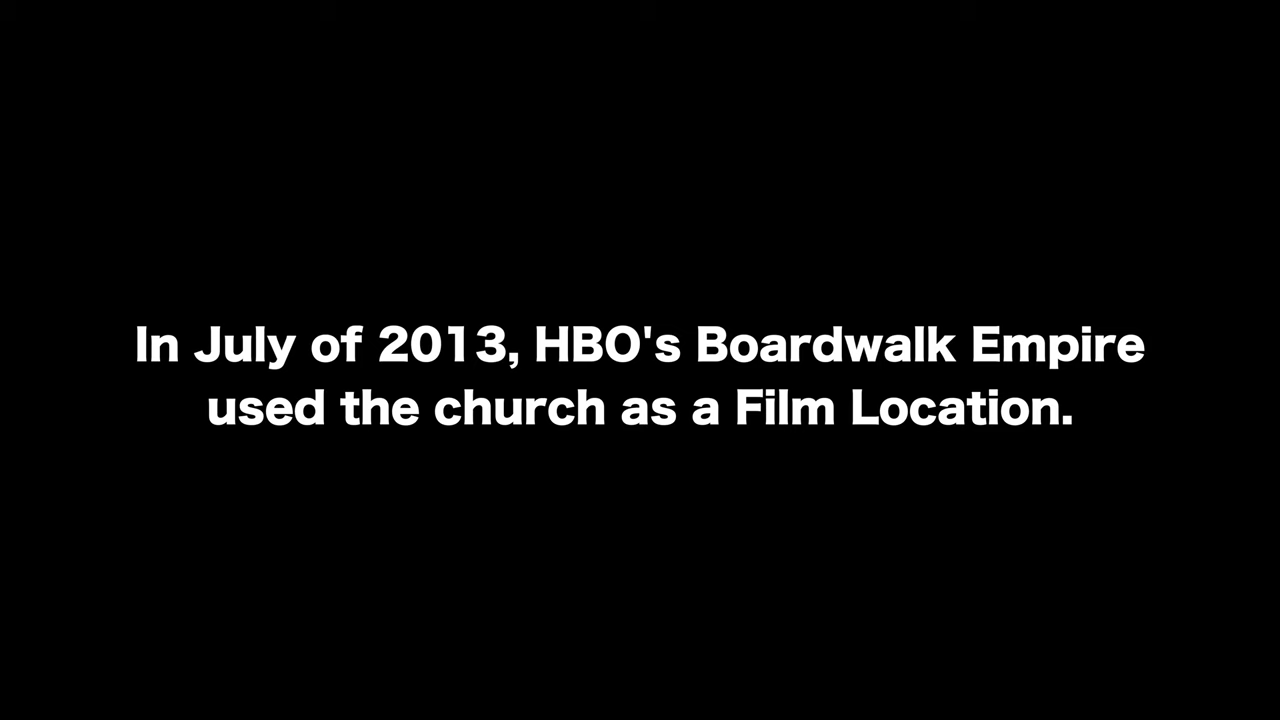 In July of 2013, HBO's Boardwalk Empire
used the church as a Film Location.